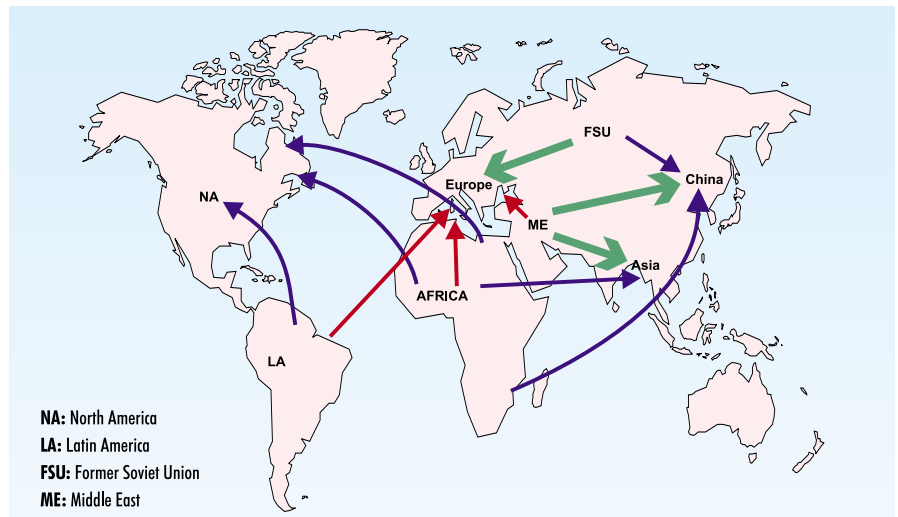 FSU
China
Europe
NA
ME
Asia
AFRICA
LA
NA: North America
LA: Latin America
FSU: Former Soviet Union
ME: Middle East